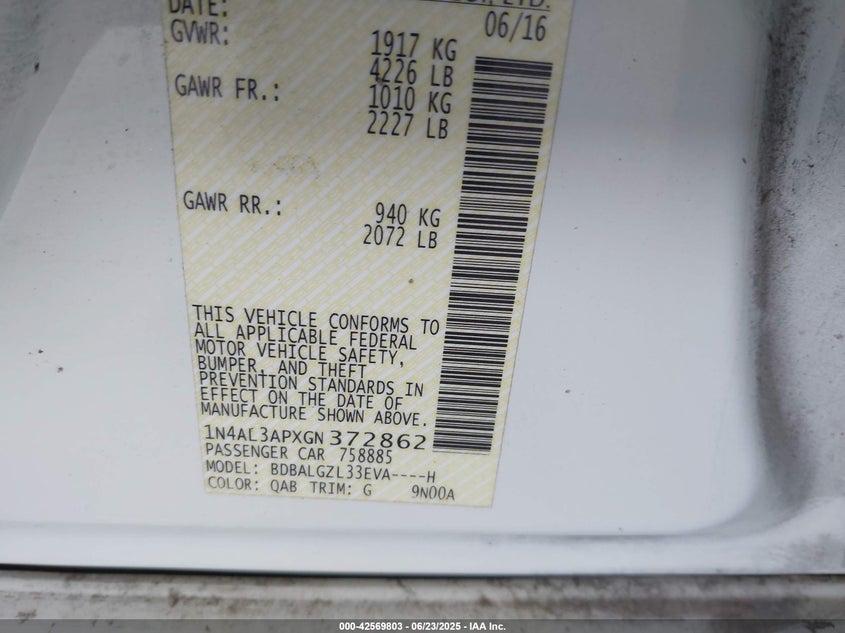 DATE: 06/16
GVWR: 1917 KG
4226 LB
GAWR FR.: 1010 KG
2227 LB
GAWR RR.: 940 KG
2072 LB
THIS VEHICLE CONFORMS TO
ALL APPLICABLE FEDERAL
MOTOR VEHICLE SAFETY,
BUMPER, AND THEFT
PREVENTION STANDARDS IN
EFFECT ON THE DATE OF
MANUFACTURE SHOWN ABOVE.
1N4AL3APXGN372862
PASSENGER CAR 758885
MODEL: BDBALGZL33EVA----H
COLOR: QAB TRIM: G 9N00A
000-42569803 - 06/23/2025 - IAA Inc.